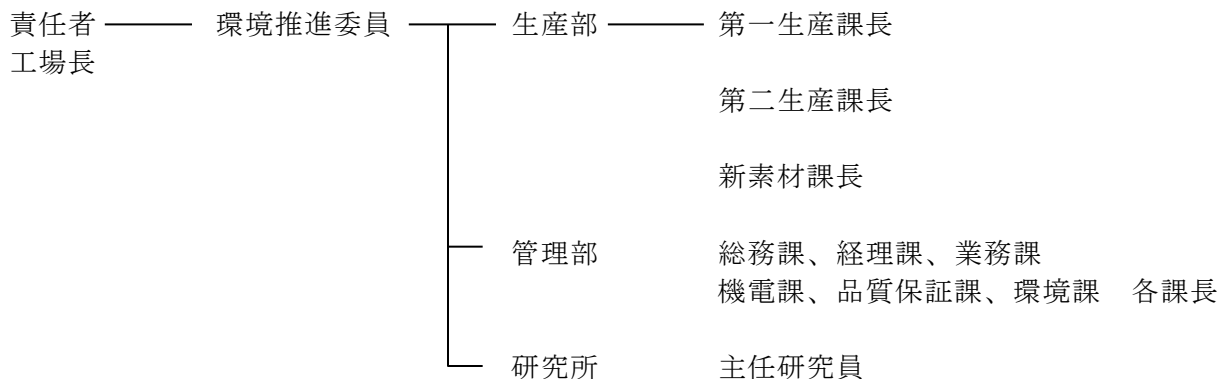 責任者 環境推進委員 生産部 第一生産課長
工場長
第二生産課長
新素材課長
管理部 総務課、経理課、業務課
機電課、品質保証課、環境課 各課長
研究所 主任研究員